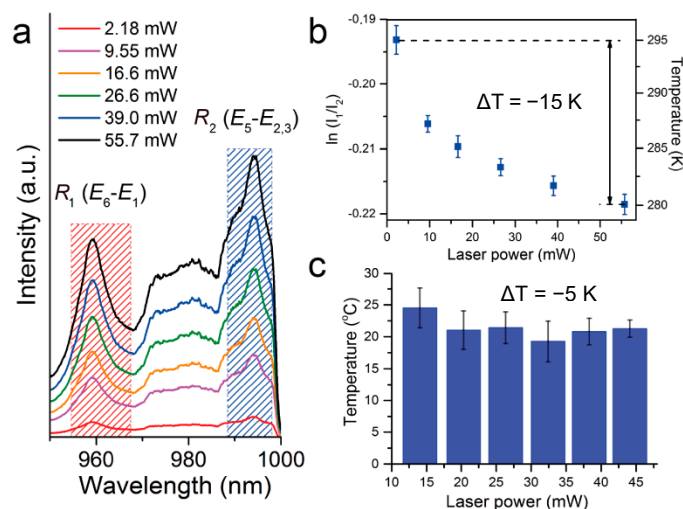 a
2.18 mW
9.55 mW
16.6 mW
26.6 mW
39.0 mW
55.7 mW
R₁ (E₆–E₁)
R₂ (E₅–E₂,₃)
Intensity (a.u.)
960 980 1000
Wavelength (nm)
b
-0.19
-0.20
-0.21
-0.22
ln (I₁/I₂)
ΔT = −15 K
295
290
285
280
Temperature (K)
0 10 20 30 40 50
Laser power (mW)
c
ΔT = −5 K
30
25
20
15
10
5
0
Temperature (°C)
10 15 20 25 30 35 40 45
Laser power (mW)